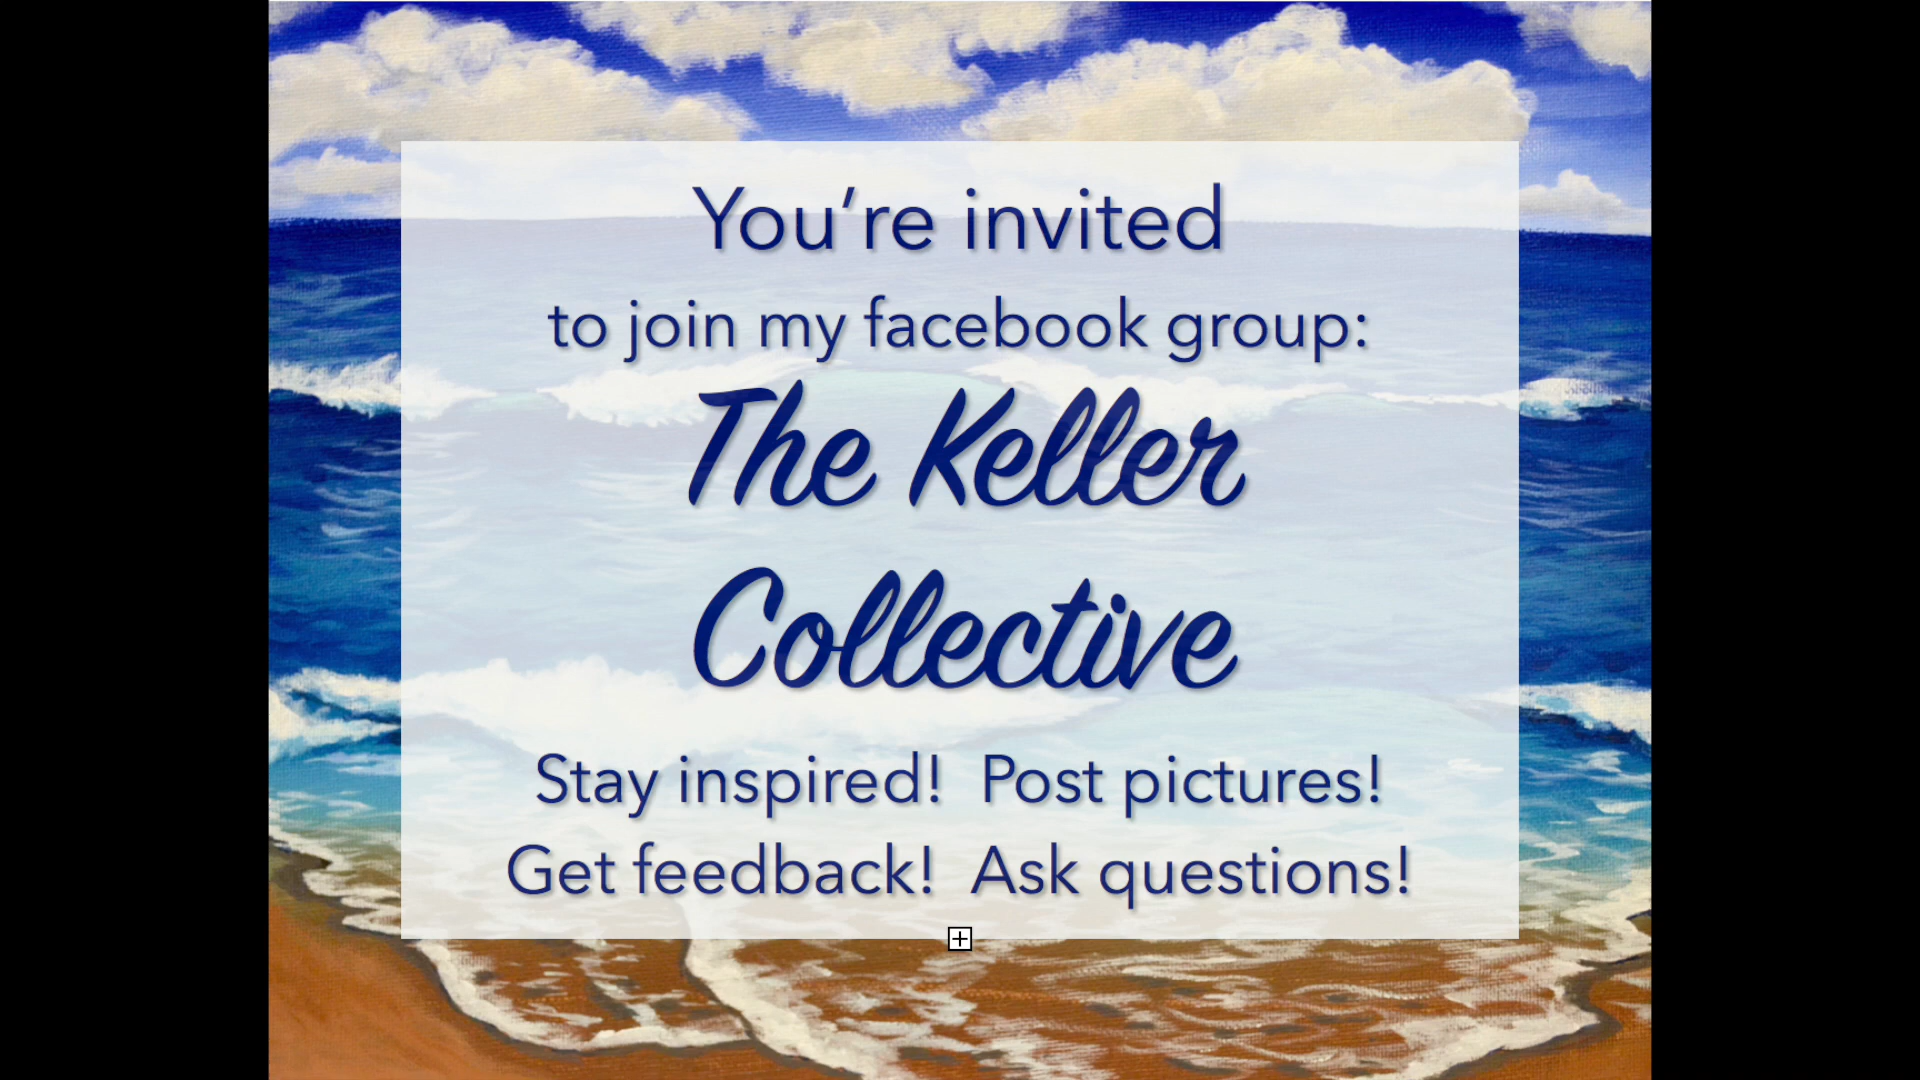 You’re invited
to join my facebook group:
The Keller
Collective
Stay inspired!  Post pictures!
Get feedback!  Ask questions!